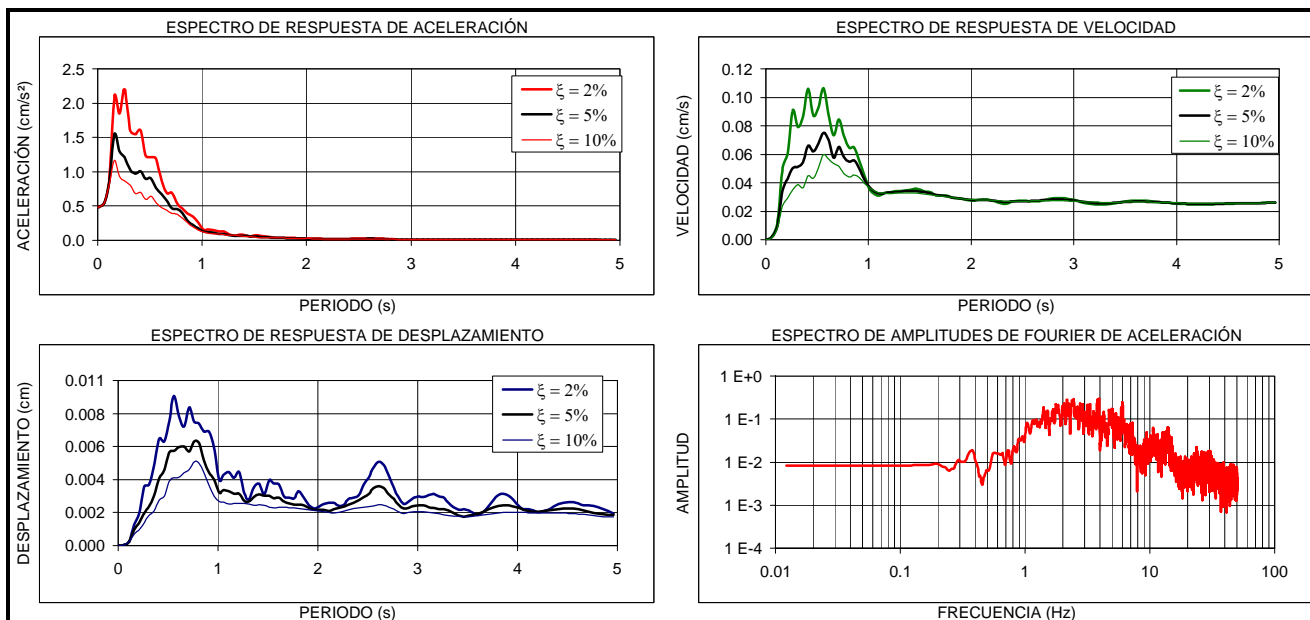 ESPECTRO DE RESPUESTA DE ACELERACIÓN
ACELERACIÓN (cm/s²)
2.5
2.0
1.5
1.0
0.5
0.0
ξ = 2%
ξ = 5%
ξ = 10%
0 1 2 3 4 5
PERIODO (s)
ESPECTRO DE RESPUESTA DE VELOCIDAD
VELOCIDAD (cm/s)
0.12
0.10
0.08
0.06
0.04
0.02
0.00
ξ = 2%
ξ = 5%
ξ = 10%
0 1 2 3 4 5
PERIODO (s)
ESPECTRO DE RESPUESTA DE DESPLAZAMIENTO
DESPLAZAMIENTO (cm)
0.011
0.008
0.006
0.004
0.002
0.000
ξ = 2%
ξ = 5%
ξ = 10%
0 1 2 3 4 5
PERIODO (s)
ESPECTRO DE AMPLITUDES DE FOURIER DE ACELERACIÓN
AMPLITUD
1 E+0
1 E-1
1 E-2
1 E-3
1 E-4
0.01 0.1 1 10 100
FRECUENCIA (Hz)